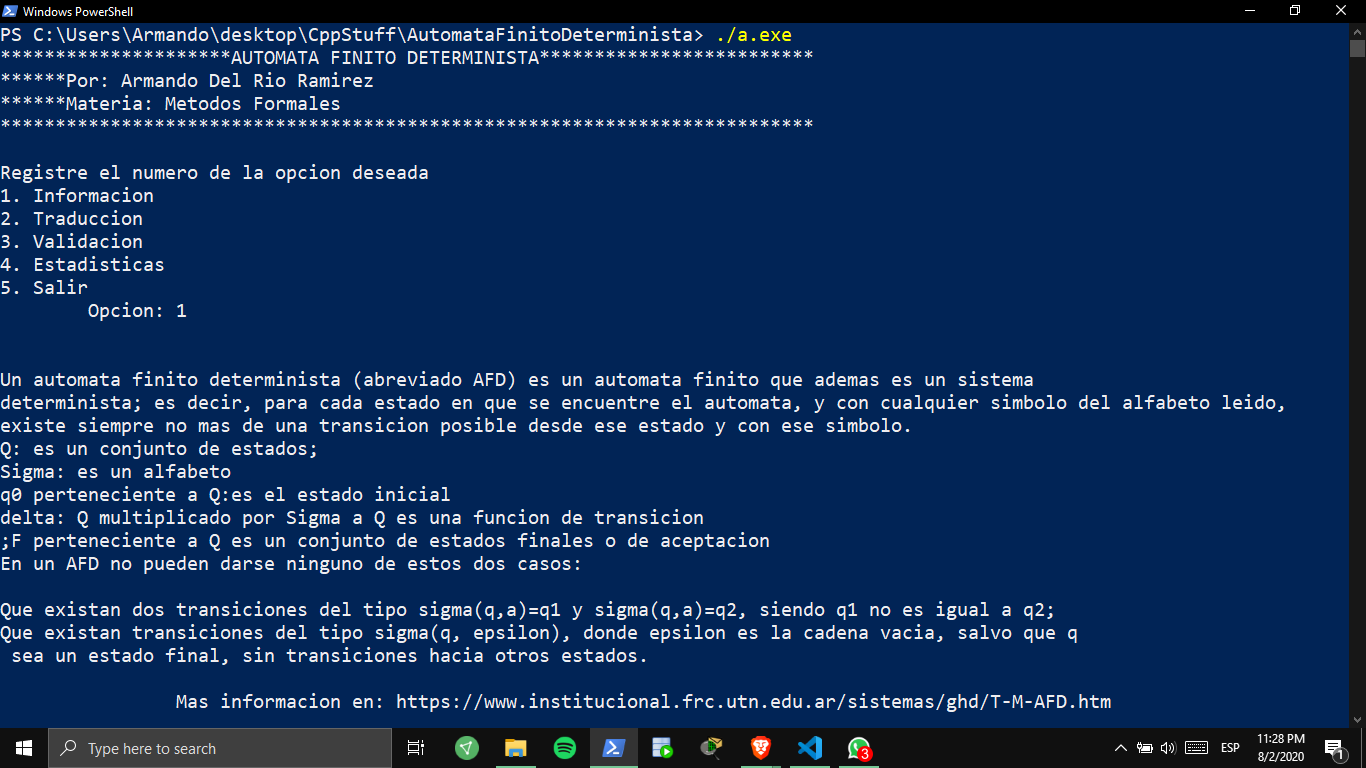 Windows PowerShell
PS C:\Users\Armando\desktop\CppStuff\AutomataFinitoDeterminista> ./a.exe
*********************AUTOMATA FINITO DETERMINISTA*************************
******Por: Armando Del Rio Ramirez
******Materia: Metodos Formales
**************************************************************************
Registre el numero de la opcion deseada
1. Informacion
2. Traduccion
3. Validacion
4. Estadisticas
5. Salir
Opcion: 1
Un automata finito determinista (abreviado AFD) es un automata finito que ademas es un sistema
determinista; es decir, para cada estado en que se encuentre el automata, y con cualquier simbolo del alfabeto leido,
existe siempre no mas de una transicion posible desde ese estado y con ese simbolo.
Q: es un conjunto de estados;
Sigma: es un alfabeto
q0 perteneciente a Q:es el estado inicial
delta: Q multiplicado por Sigma a Q es una funcion de transicion
;F perteneciente a Q es un conjunto de estados finales o de aceptacion
En un AFD no pueden darse ninguno de estos dos casos:
Que existan dos transiciones del tipo sigma(q,a)=q1 y sigma(q,a)=q2, siendo q1 no es igual a q2;
Que existan transiciones del tipo sigma(q, epsilon), donde epsilon es la cadena vacia, salvo que q
sea un estado final, sin transiciones hacia otros estados.
Mas informacion en: https://www.institucional.frc.utn.edu.ar/sistemas/ghd/T-M-AFD.htm
Type here to search
3
ESP
11:28 PM
8/2/2020
1